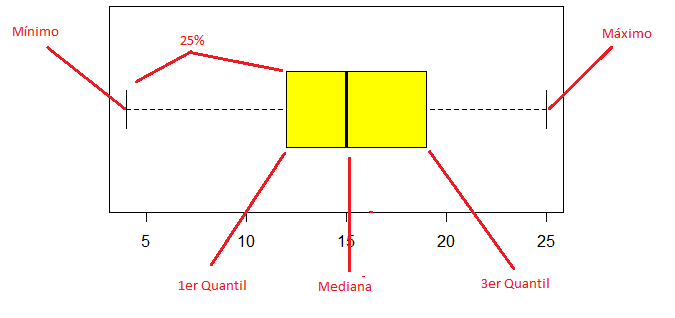 Mínimo
25%
Máximo
5 10 15 20 25
1er Quantil
Mediana
3er Quantil